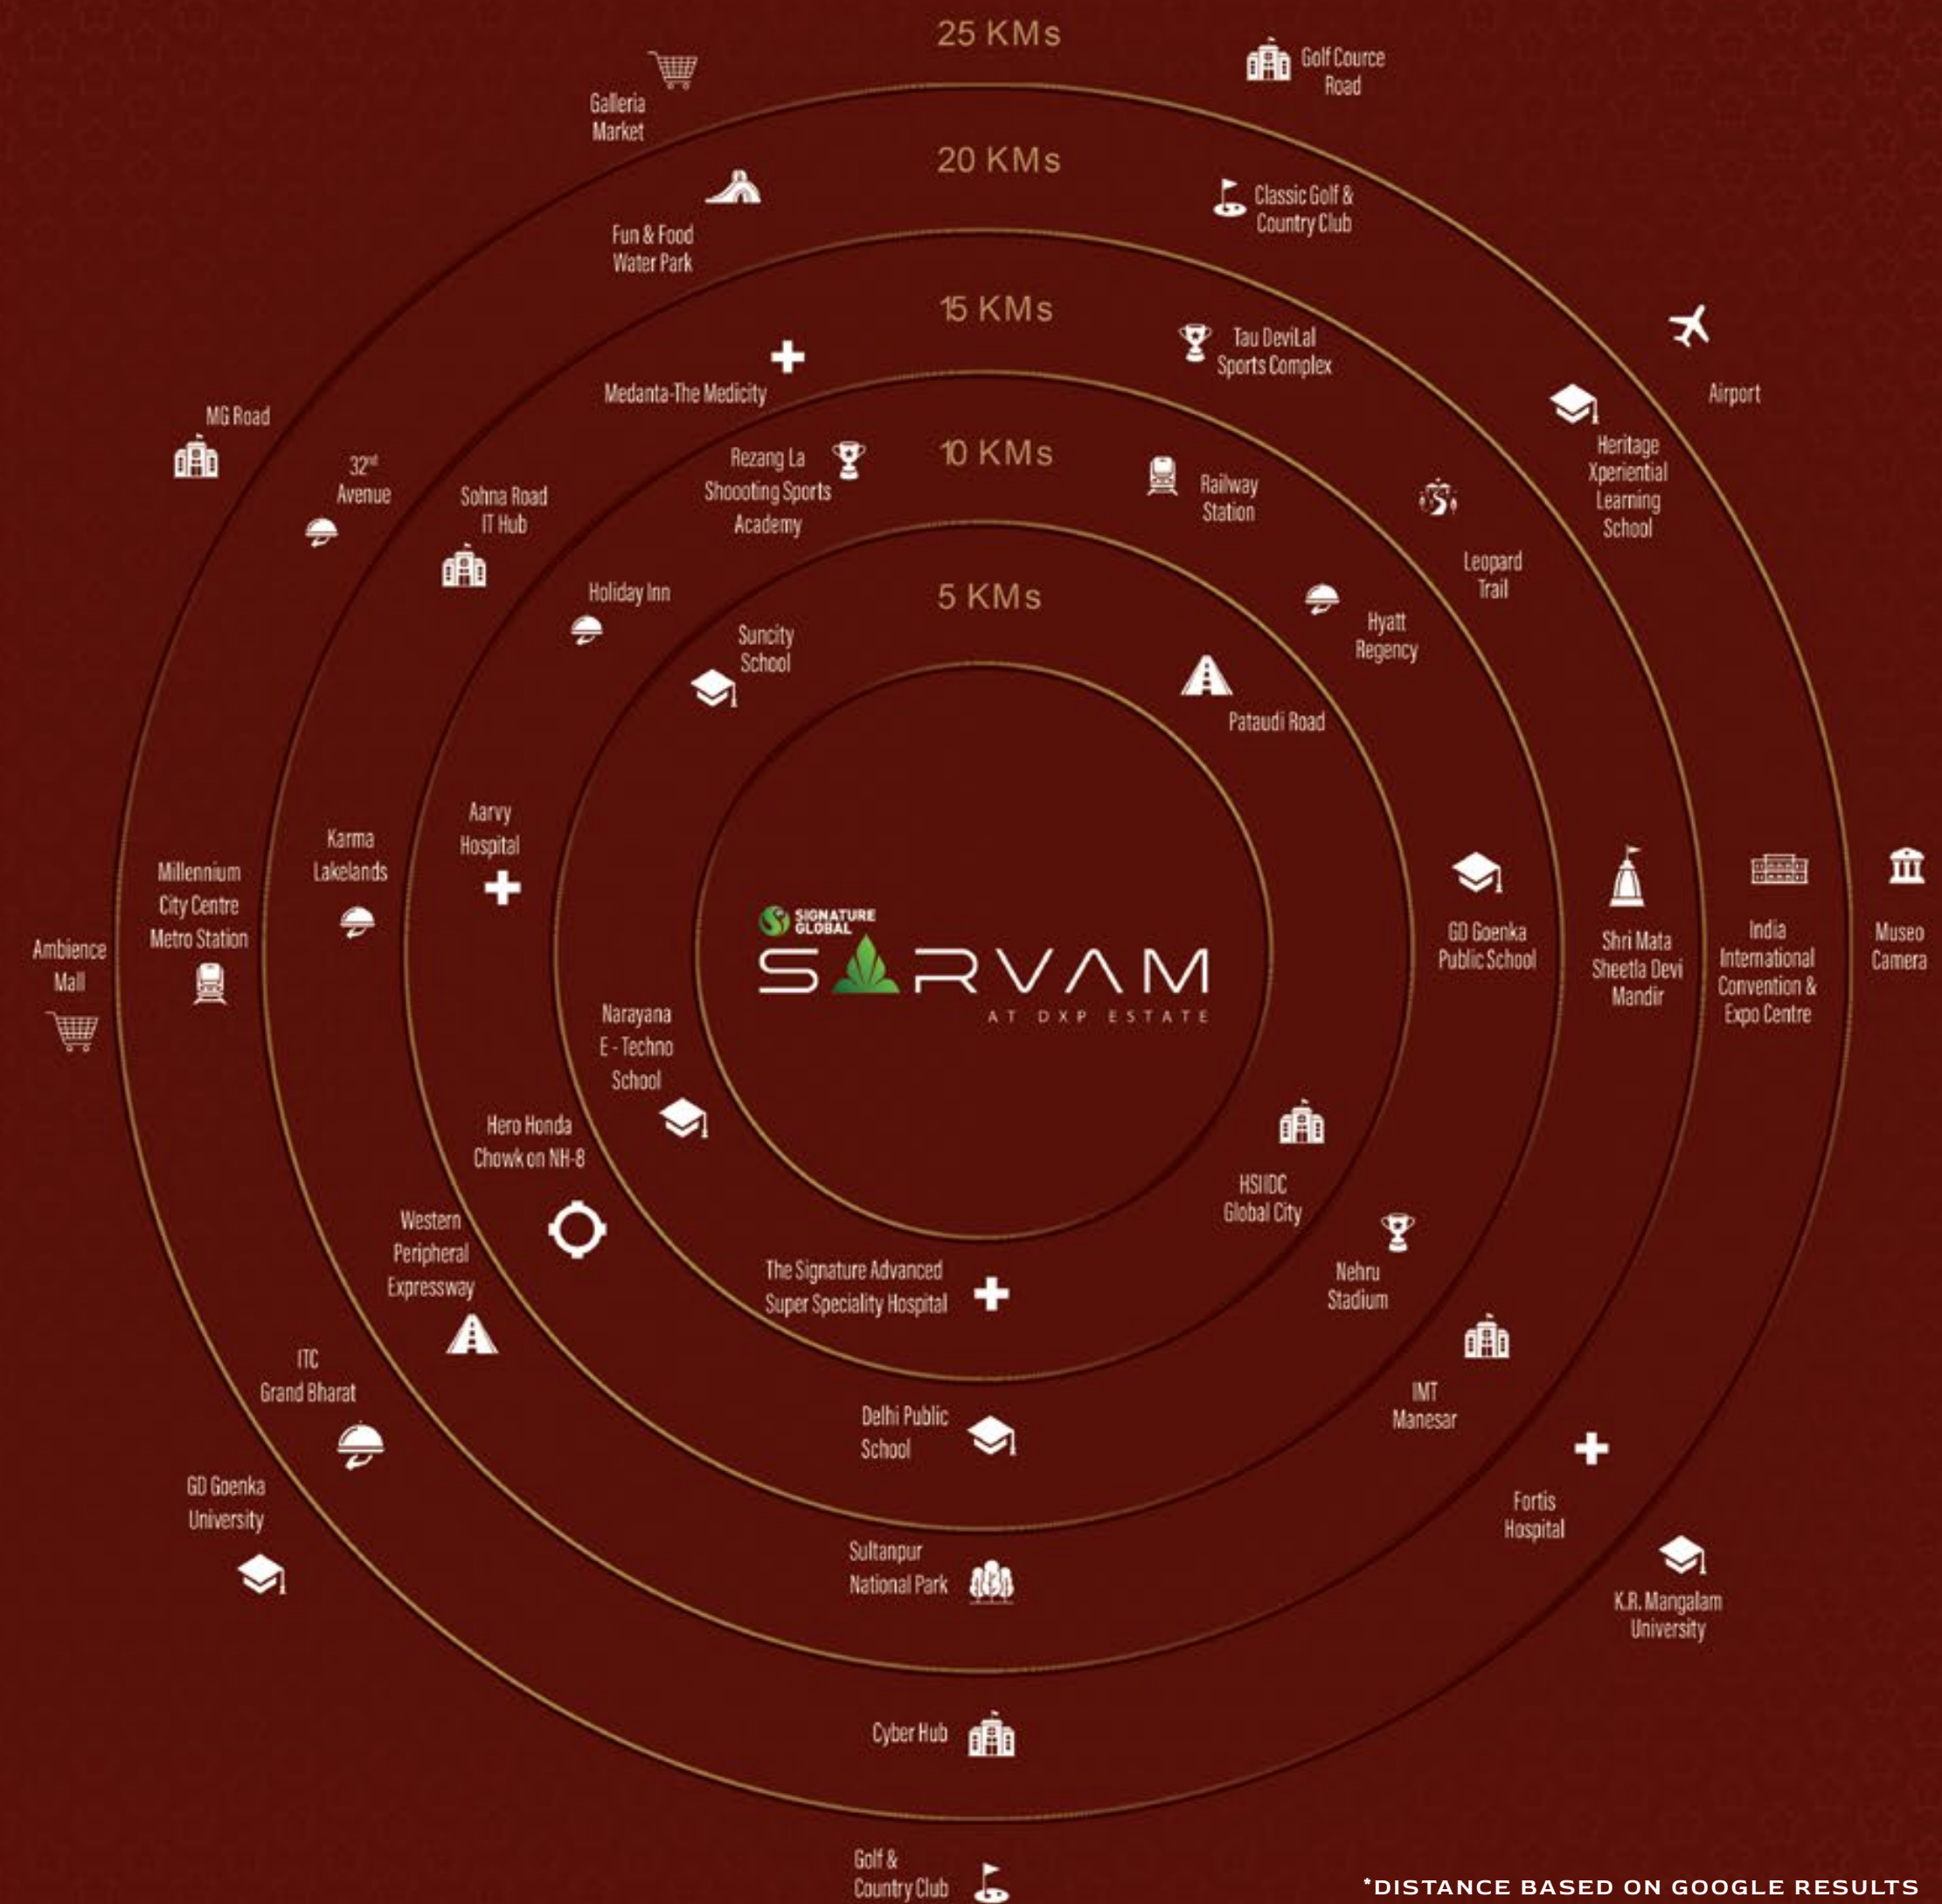 25 KMs
Golf Cource
Road
Galleria
Market
20 KMs
Classic Golf &
Country Club
Fun & Food
Water Park
15 KMs
Tau DeviLal
Sports Complex
Medanta-The Medicity
Airport
MG Road
Heritage
Xperiential
Learning
School
10 KMs
Rezang La
Shoooting Sports
Academy
Railway
Station
32nd
Avenue
Sohna Road
IT Hub
Leopard
Trail
Holiday Inn
5 KMs
Hyatt
Regency
Suncity
School
Pataudi Road
Aarvy
Hospital
Karma
Lakelands
Millennium
City Centre
Metro Station
Ambience
Mall
SIGNATURE
GLOBAL
SARVAM
AT DXP ESTATE
GD Goenka
Public School
Shri Mata
Sheetla Devi
Mandir
India
International
Convention &
Expo Centre
Museo
Camera
Narayana
E - Techno
School
Hero Honda
Chowk on NH-8
HSIIDC
Global City
Western
Peripheral
Expressway
The Signature Advanced
Super Speciality Hospital
Nehru
Stadium
ITC
Grand Bharat
IMT
Manesar
Delhi Public
School
GD Goenka
University
Fortis
Hospital
Sultanpur
National Park
K.R. Mangalam
University
Cyber Hub
Golf &
Country Club
*DISTANCE BASED ON GOOGLE RESULTS